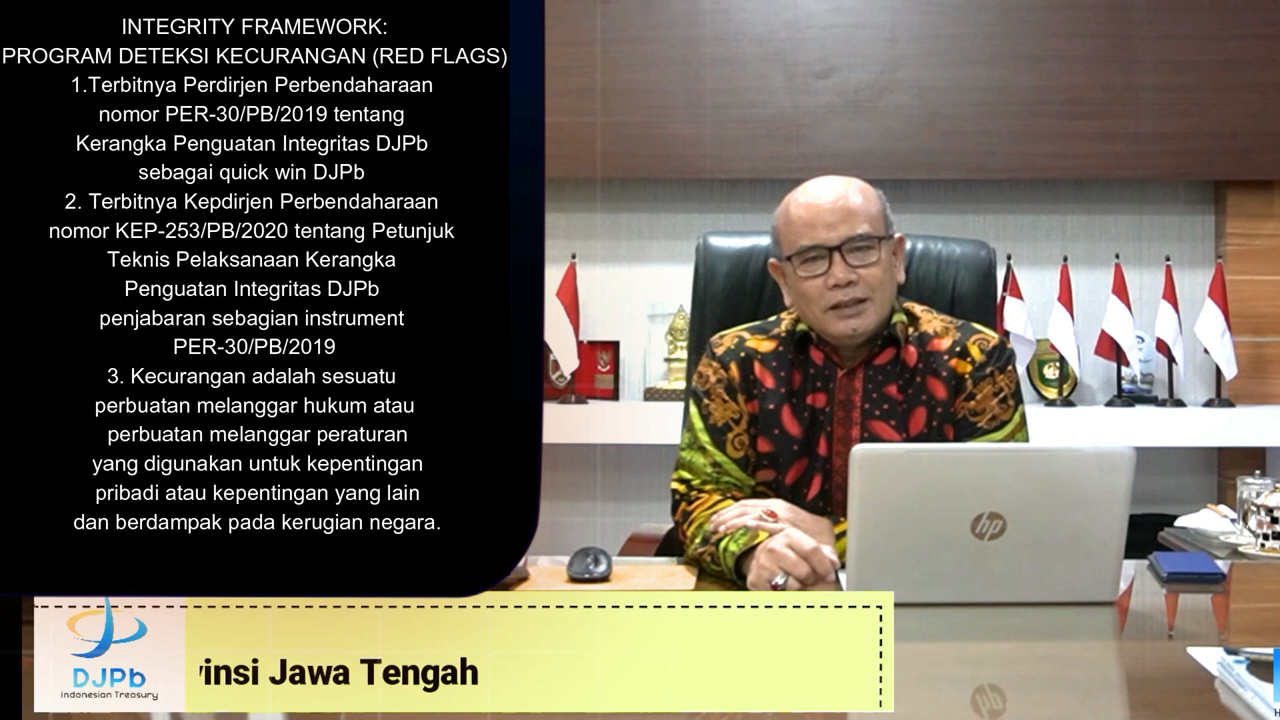 INTEGRITY FRAMEWORK:
PROGRAM DETEKSI KECURANGAN (RED FLAGS)
1.Terbitnya Perdirjen Perbendaharaan
nomor PER-30/PB/2019 tentang
Kerangka Penguatan Integritas DJPb
sebagai quick win DJPb
2. Terbitnya Kepdirjen Perbendaharaan
nomor KEP-253/PB/2020 tentang Petunjuk
Teknis Pelaksanaan Kerangka
Penguatan Integritas DJPb
penjabaran sebagian instrument
PER-30/PB/2019
3. Kecurangan adalah sesuatu
perbuatan melanggar hukum atau
perbuatan melanggar peraturan
yang digunakan untuk kepentingan
pribadi atau kepentingan yang lain
dan berdampak pada kerugian negara.
hp
DJPb
Indonesian Treasury
insi Jawa Tengah